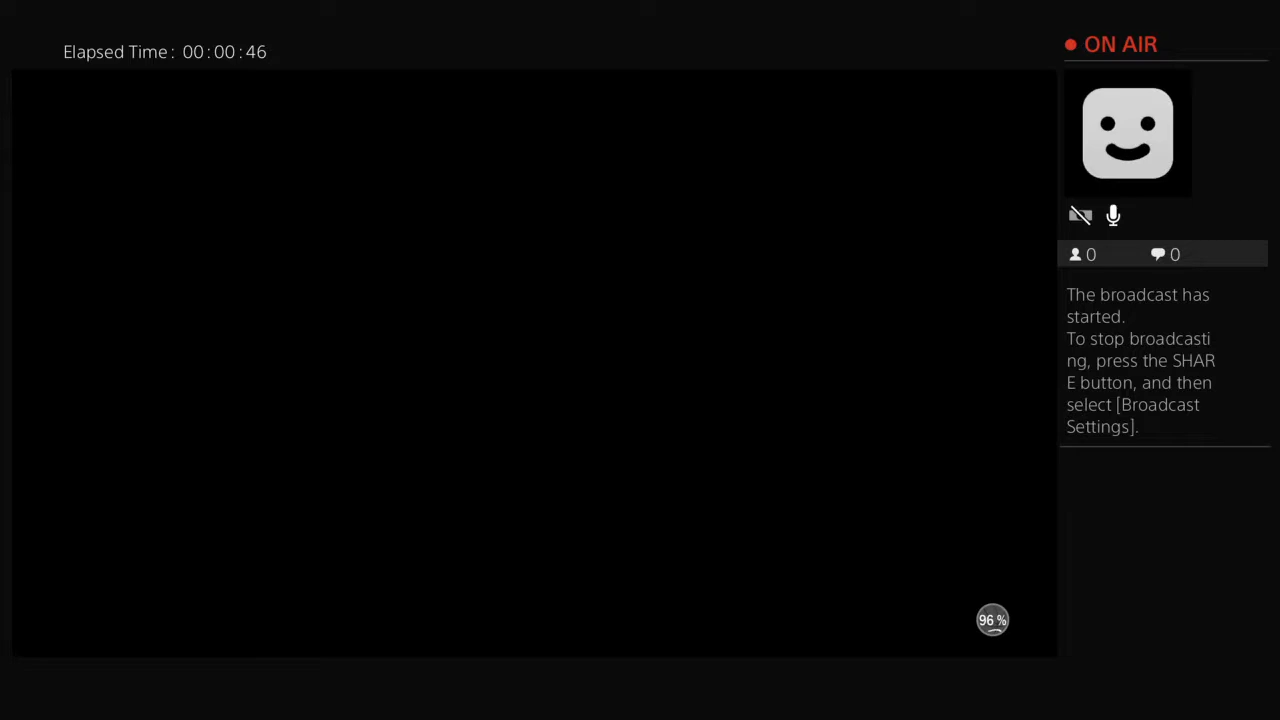 Elapsed Time: 00:00:46
ON AIR
0 0
The broadcast has
started.
To stop broadcasti
ng, press the SHAR
E button, and then
select [Broadcast
Settings].
96 %